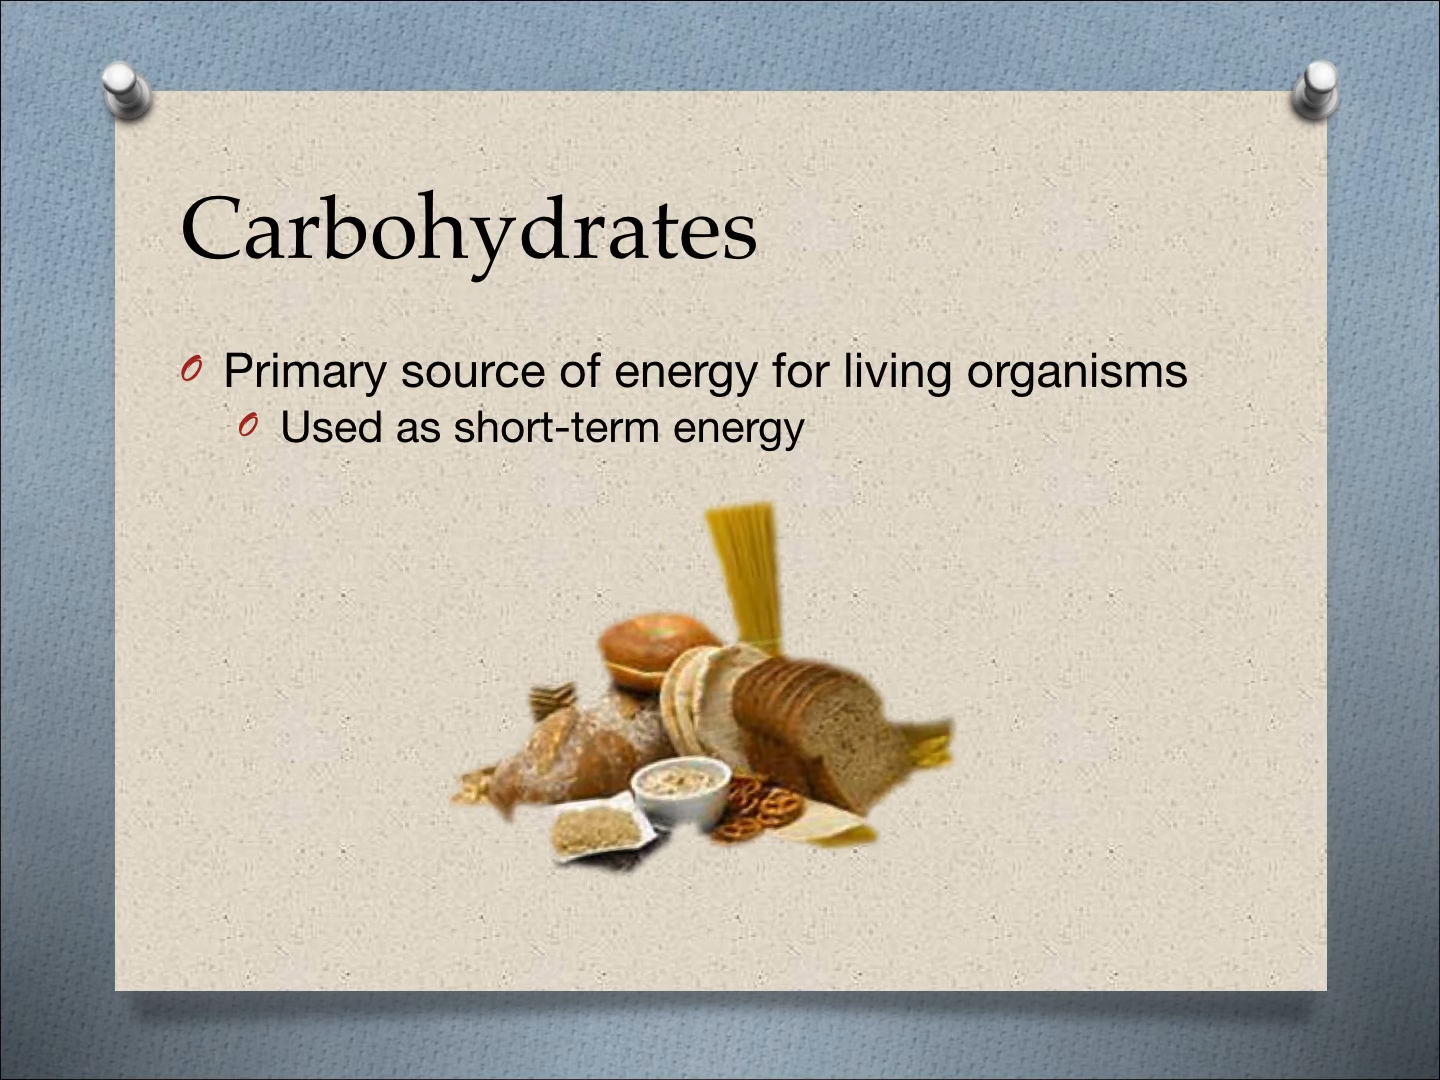 Carbohydrates
Primary source of energy for living organisms
Used as short-term energy